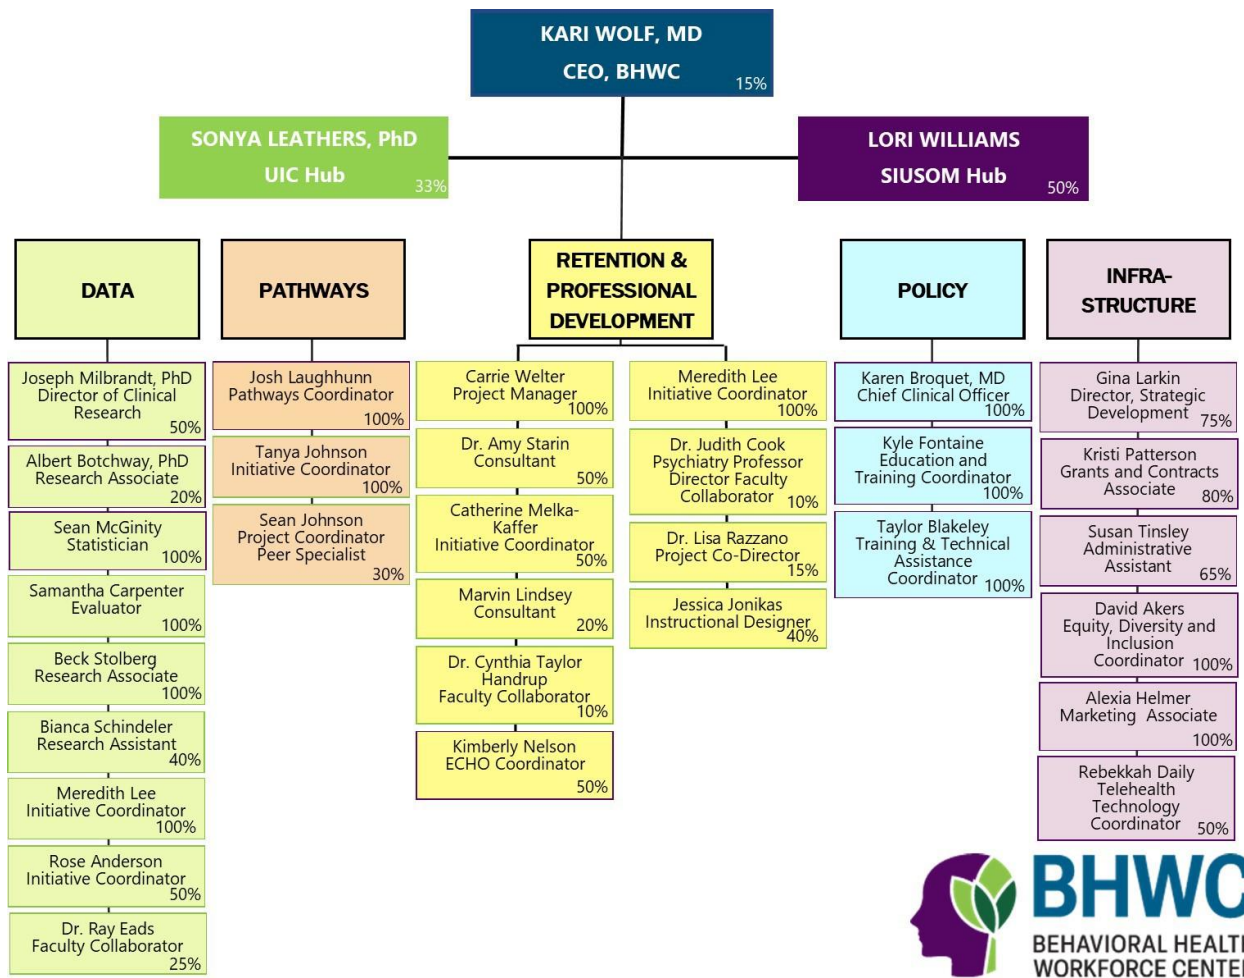 KARI WOLF, MD
CEO, BHWC
15%
SONYA LEATHERS, PhD
UIC Hub
33%
LORI WILLIAMS
SIUSOM Hub
50%
DATA
Joseph Milbrandt, PhD
Director of Clinical
Research
50%
Albert Botchway, PhD
Research Associate
20%
Sean McGinity
Statistician
100%
Samantha Carpenter
Evaluator
100%
Beck Stolberg
Research Associate
100%
Bianca Schindeler
Research Assistant
40%
Meredith Lee
Initiative Coordinator
100%
Rose Anderson
Initiative Coordinator
50%
Dr. Ray Eads
Faculty Collaborator
25%
PATHWAYS
Josh Laughhunn
Pathways Coordinator
100%
Tanya Johnson
Initiative Coordinator
100%
Sean Johnson
Project Coordinator
Peer Specialist
30%
RETENTION &
PROFESSIONAL
DEVELOPMENT
Carrie Welter
Project Manager
100%
Dr. Amy Starin
Consultant
50%
Catherine Melka-
Kaffer
Initiative Coordinator
50%
Marvin Lindsey
Consultant
20%
Dr. Cynthia Taylor
Handrup
Faculty Collaborator
10%
Kimberly Nelson
ECHO Coordinator
50%
Meredith Lee
Initiative Coordinator
100%
Dr. Judith Cook
Psychiatry Professor
Director Faculty
Collaborator
10%
Dr. Lisa Razzano
Project Co-Director
15%
Jessica Jonikas
Instructional Designer
40%
POLICY
Karen Broquet, MD
Chief Clinical Officer
100%
Kyle Fontaine
Education and
Training Coordinator
100%
Taylor Blakeley
Training & Technical
Assistance
Coordinator
100%
INFRA-
STRUCTURE
Gina Larkin
Director, Strategic
Development
75%
Kristi Patterson
Grants and Contracts
Associate
80%
Susan Tinsley
Administrative
Assistant
65%
David Akers
Equity, Diversity and
Inclusion
Coordinator
100%
Alexia Helmer
Marketing Associate
100%
Rebekkah Daily
Telehealth
Technology
Coordinator
50%
BHWC
BEHAVIORAL HEALTH
WORKFORCE CENTER